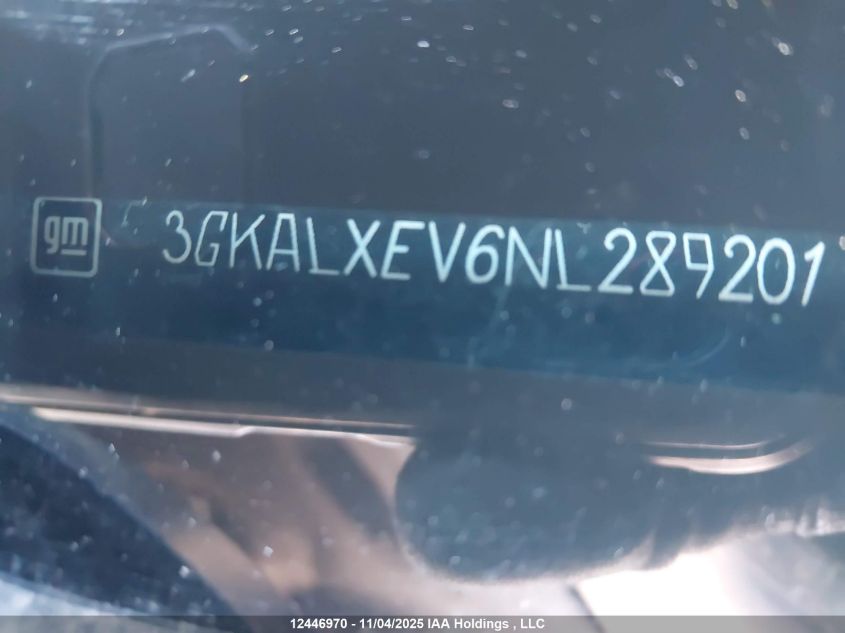 gm 3GKALXEV6NL289201
12446970 - 11/04/2025 IAA Holdings , LLC